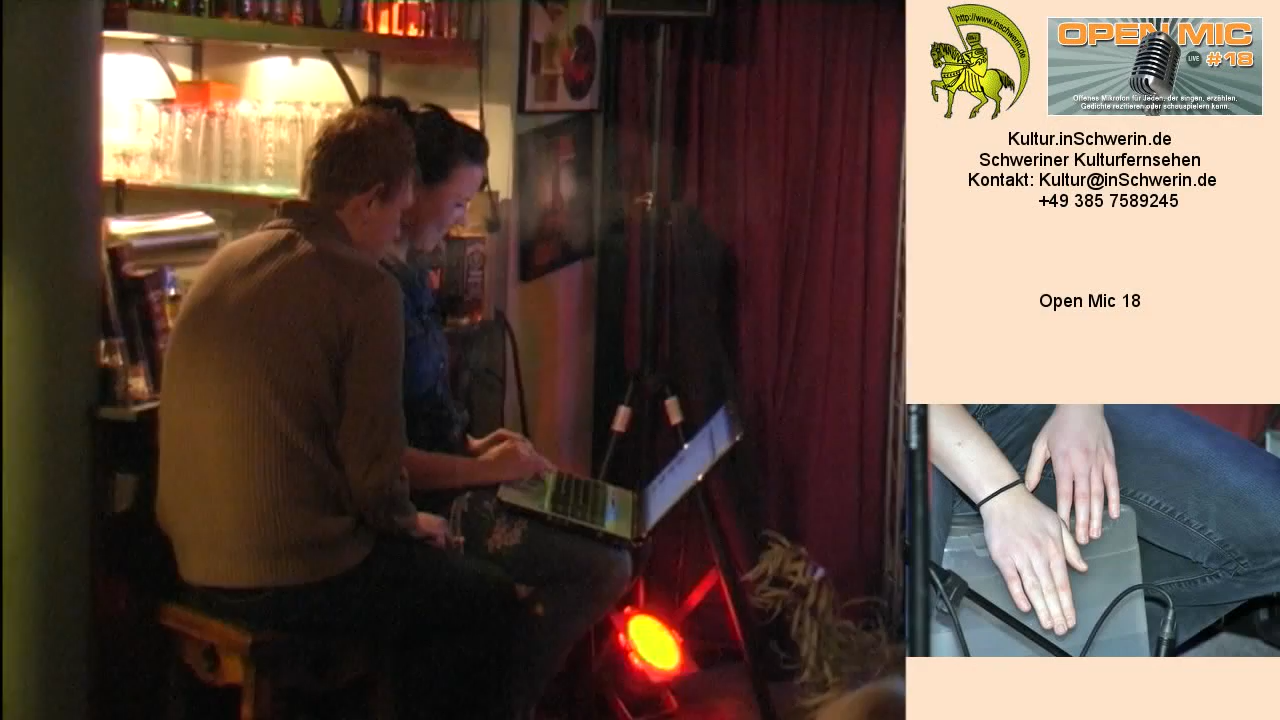 http://www.inschwerin.de
OPEN MIC
LIVE #18
Offenes Mikrofon für Jeden, der singen, erzählen,
Gedichte rezitieren oder schauspielern kann.
Kultur.inSchwerin.de
Schweriner Kulturfernsehen
Kontakt: Kultur@inSchwerin.de
+49 385 7589245
Open Mic 18